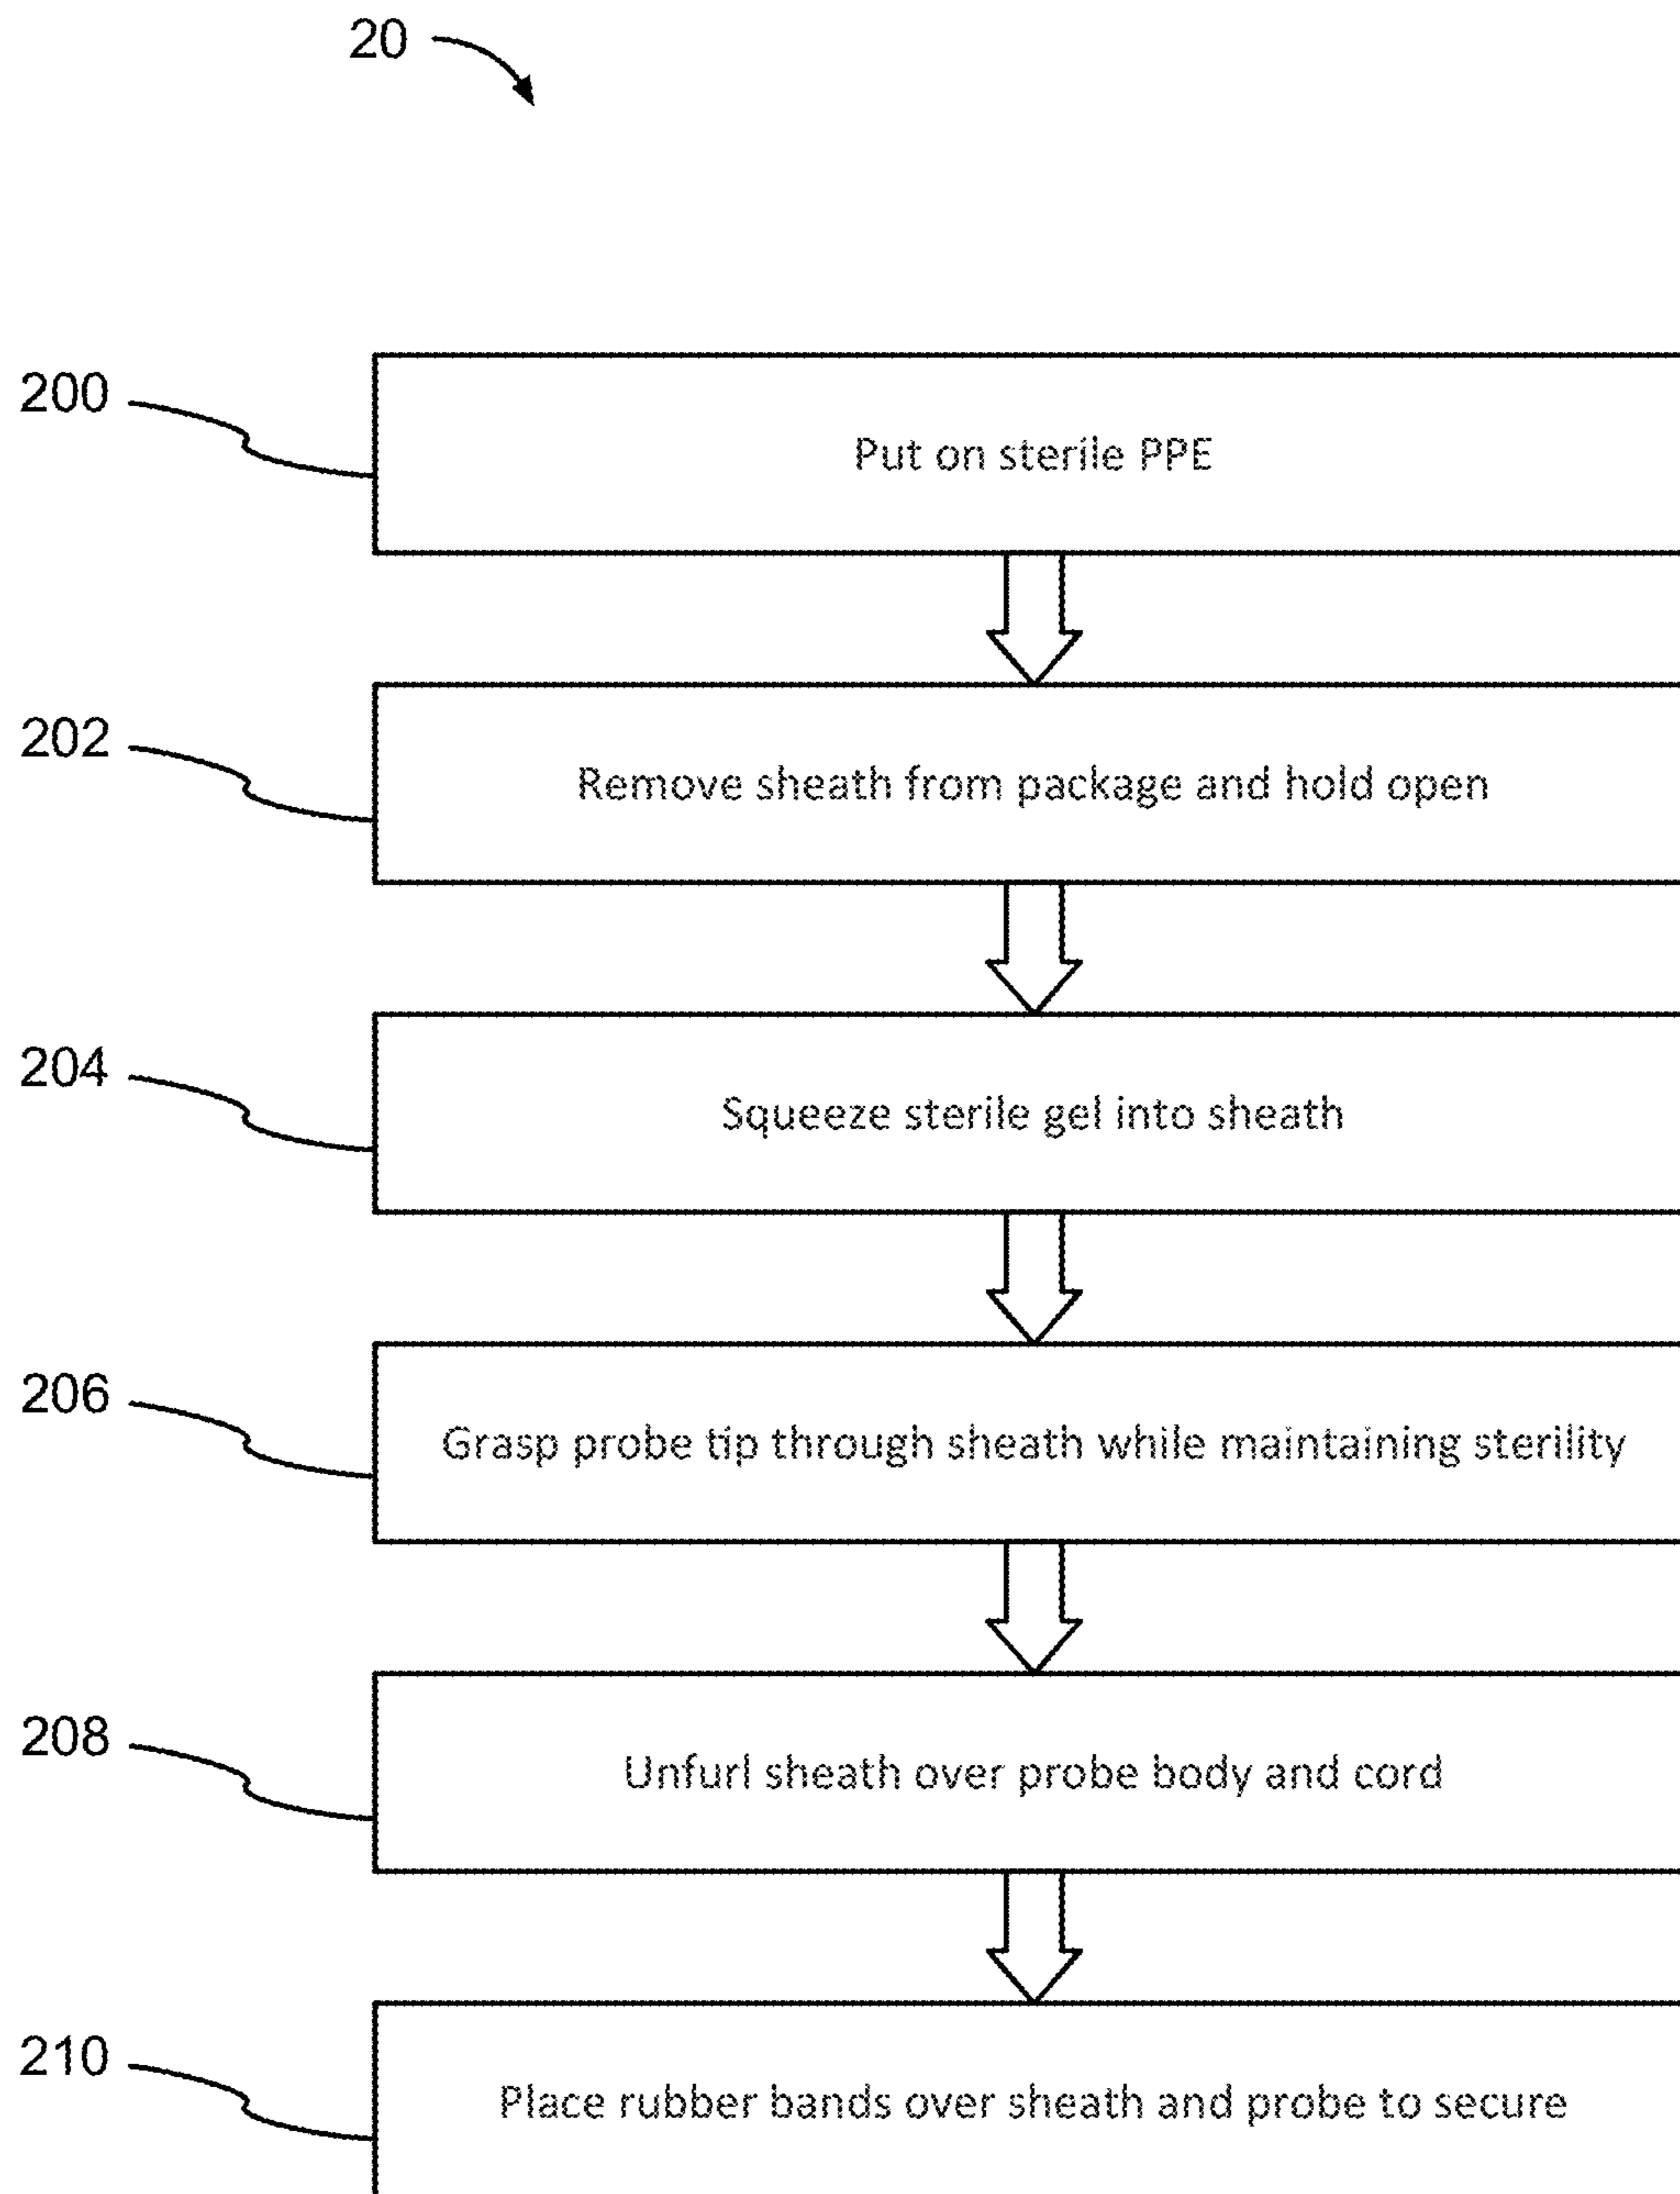 20
200
Put on sterile PPE
202
Remove sheath from package and hold open
204
Squeeze sterile gel into sheath
206
Grasp probe tip through sheath while maintaining sterility
208
Unfurl sheath over probe body and cord
210
Place rubber bands over sheath and probe to secure